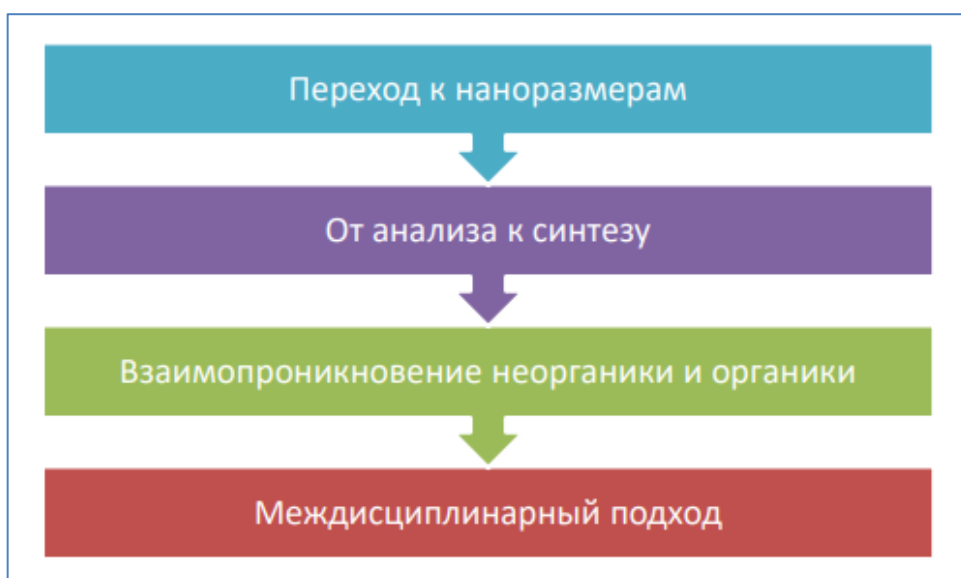 Переход к наноразмерам
От анализа к синтезу
Взаимопроникновение неорганики и органики
Междисциплинарный подход